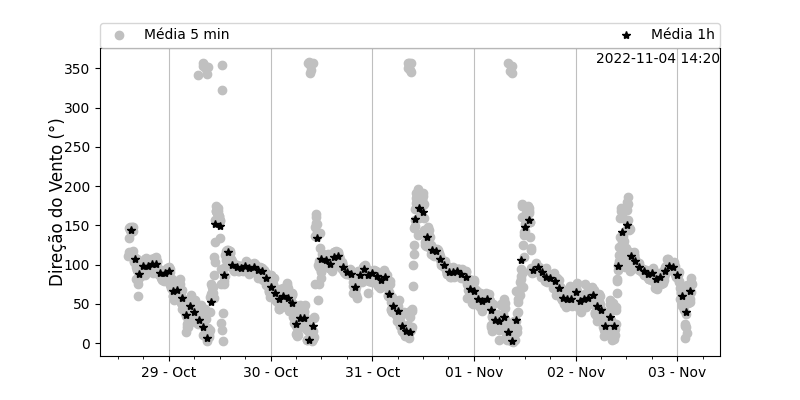 Média 5 min
Média 1h
2022-11-04 14:20
Direção do Vento (°)
350
300
250
200
150
100
50
0
29 - Oct
30 - Oct
31 - Oct
01 - Nov
02 - Nov
03 - Nov